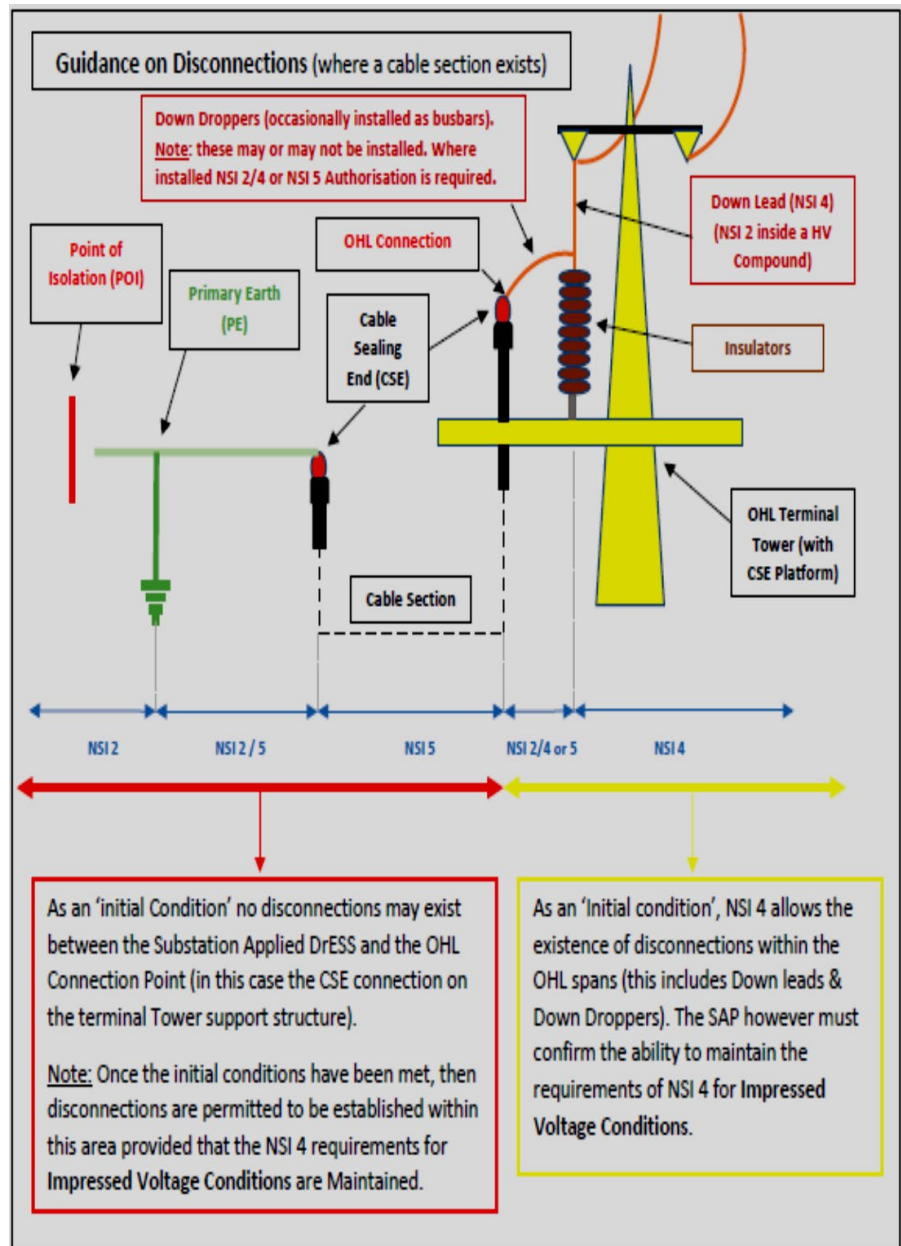 Guidance on Disconnections (where a cable section exists)
Down Droppers (occasionally installed as busbars).
Note: these may or may not be installed. Where
installed NSI 2/4 or NSI 5 Authorisation is required.
Down Lead (NSI 4)
(NSI 2 inside a HV
Compound)
OHL Connection
Point of
Isolation (POI)
Primary Earth
(PE)
Cable
Sealing
End (CSE)
Insulators
OHL Terminal
Tower (with
CSE Platform)
Cable Section
NSI 2
NSI 2 / 5
NSI 5
NSI 2/4 or 5
NSI 4
As an 'initial Condition' no disconnections may exist
between the Substation Applied DrESS and the OHL
Connection Point (in this case the CSE connection on
the terminal Tower support structure).
Note: Once the initial conditions have been met, then
disconnections are permitted to be established within
this area provided that the NSI 4 requirements for
Impressed Voltage Conditions are Maintained.
As an 'Initial condition', NSI 4 allows the
existence of disconnections within the
OHL spans (this includes Down leads &
Down Droppers). The SAP however must
confirm the ability to maintain the
requirements of NSI 4 for Impressed
Voltage Conditions.